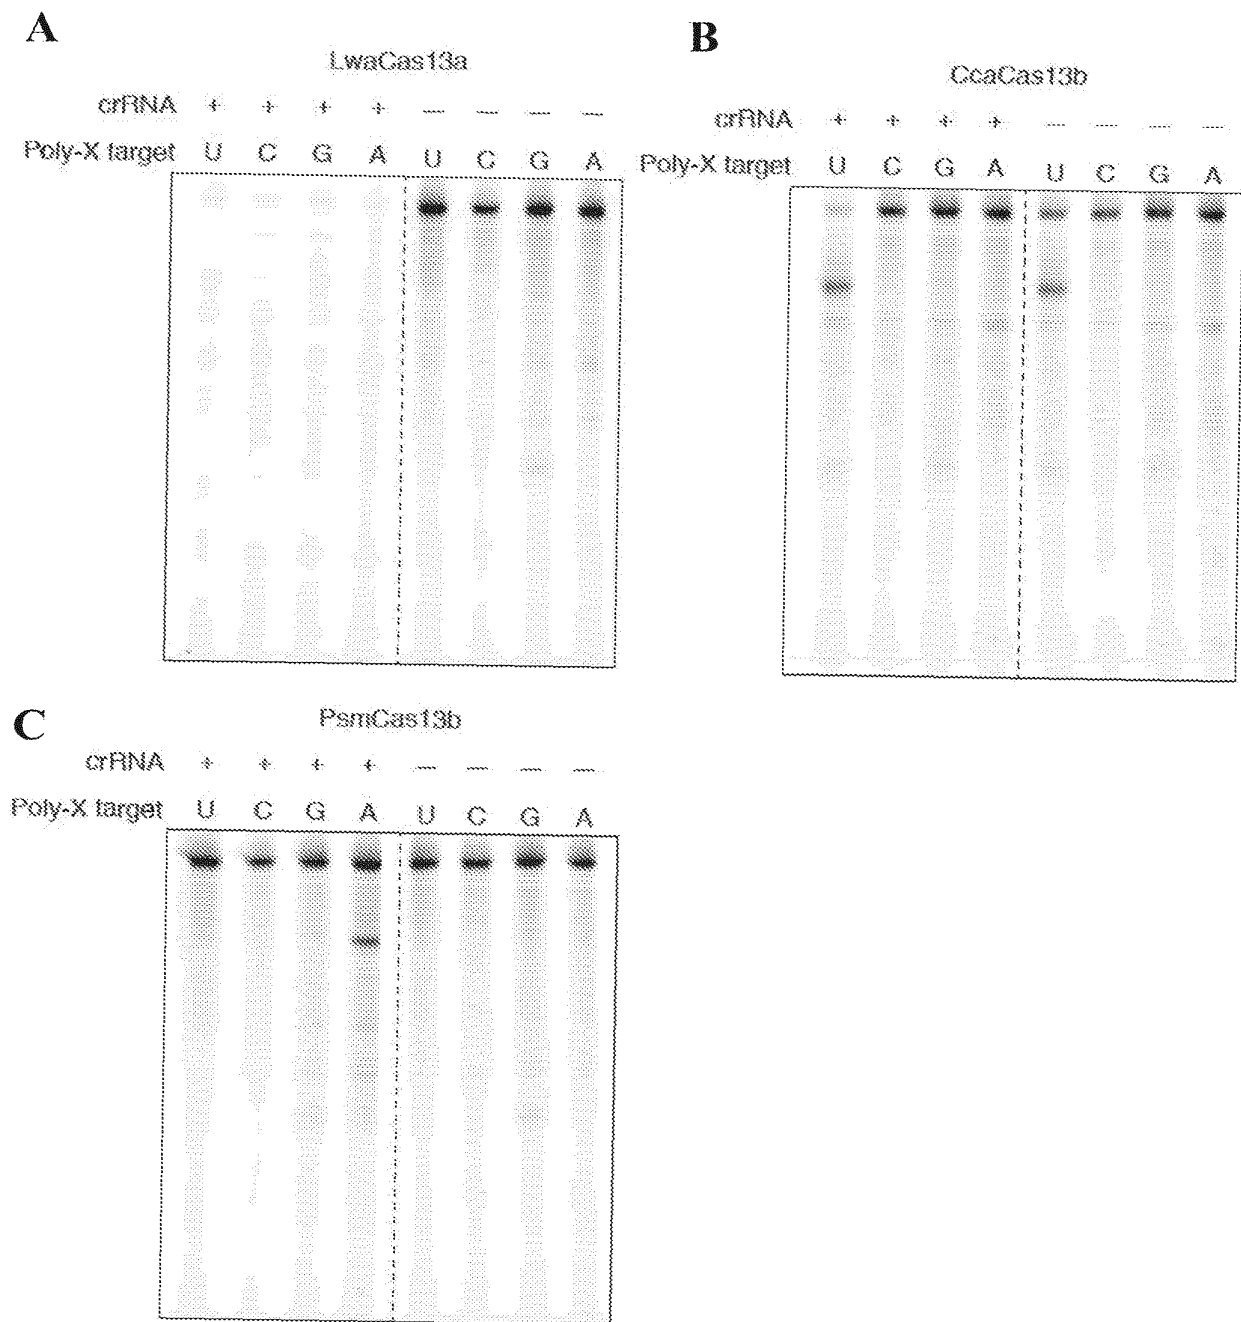 A
LwaCas13a
crRNA + + + + — — — —
Poly-X target U C G A U C G A
B
CcaCas13b
crRNA + + + + — — — —
Poly-X target U C G A U C G A
C
PsmCas13b
crRNA + + + + — — — —
Poly-X target U C G A U C G A